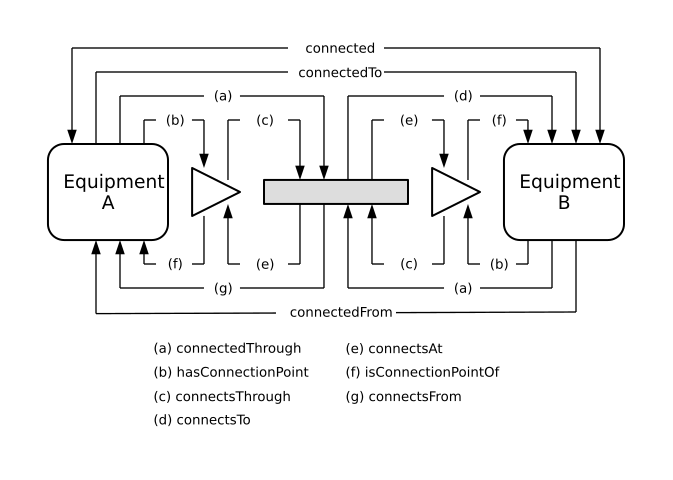 connected
connectedTo
(a) (d)
(b) (c) (e) (f)
Equipment
A
Equipment
B
(f) (e) (c) (b)
(g) (a)
connectedFrom
(a) connectedThrough (e) connectsAt
(b) hasConnectionPoint (f) isConnectionPointOf
(c) connectsThrough (g) connectsFrom
(d) connectsTo